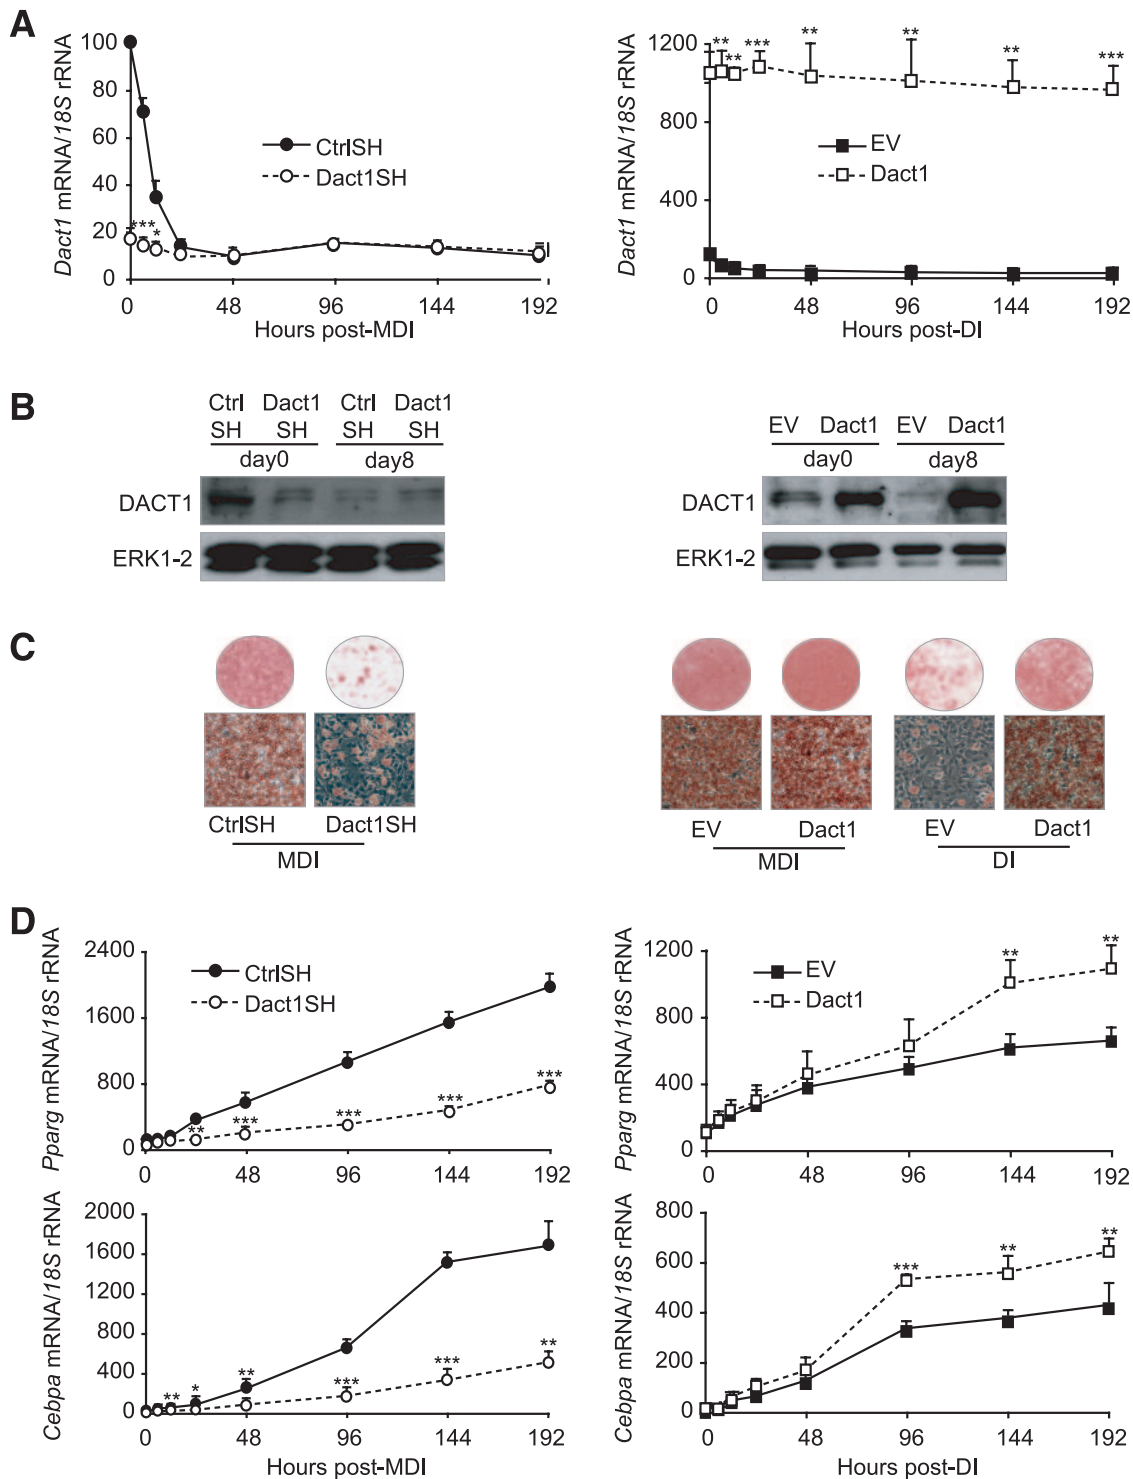 A
Dact1 mRNA/18S rRNA
100
80
60
40
20
0
***
*
CtrlSH
Dact1SH
0 48 96 144 192
Hours post-MDI
Dact1 mRNA/18S rRNA
1200
800
400
0
** ** *** ** ** ** ***
EV
Dact1
0 48 96 144 192
Hours post-DI
B
Ctrl Dact1 Ctrl Dact1
SH SH SH SH
day0 day8
DACT1
ERK1-2
EV Dact1 EV Dact1
day0 day8
DACT1
ERK1-2
C
CtrlSH Dact1SH
MDI
EV Dact1 EV Dact1
MDI DI
D
Pparg mRNA/18S rRNA
2400
1600
800
0
CtrlSH
Dact1SH
** *** *** *** ***
0 48 96 144 192
Pparg mRNA/18S rRNA
1200
800
400
0
EV
Dact1
** **
0 48 96 144 192
Cebpa mRNA/18S rRNA
2000
1600
1200
800
400
0
** * ** *** *** **
0 48 96 144 192
Hours post-MDI
Cebpa mRNA/18S rRNA
800
600
400
200
0
*** ** **
0 48 96 144 192
Hours post-DI